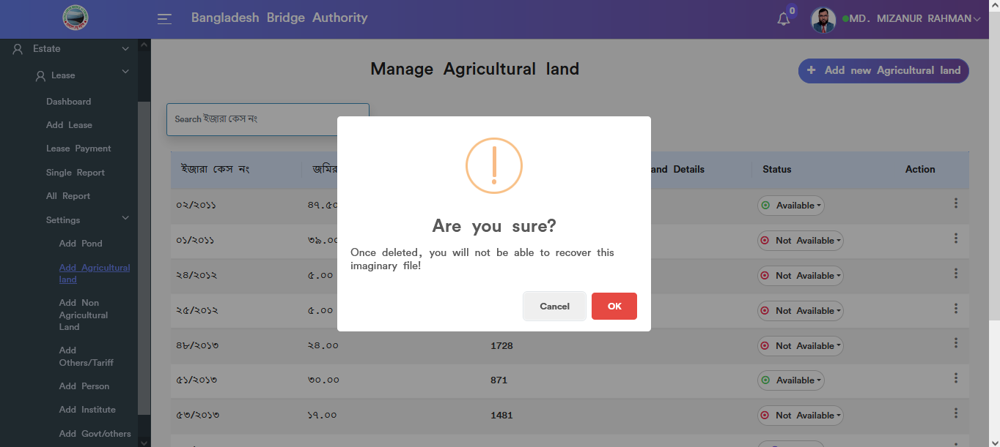 Bangladesh Bridge Authority
0
MD. MIZANUR RAHMAN
Estate
Lease
Dashboard
Add Lease
Lease Payment
Single Report
All Report
Settings
Add Pond
Add Agricultural
land
Add Non
Agricultural
Land
Add
Others/Tariff
Add Person
Add Institute
Add Govt/others
Manage Agricultural land
+ Add new Agricultural land
Search ইজারা কেস নং
ইজারা কেস নং জমির and Details Status Action
০২/২০১১ ৪৭.৫০ Available
০১/২০১১ ৩৯.০০ Not Available
২৪/২০১২ ৫.০০ Not Available
২৫/২০১২ ৫.০০ Not Available
৪৮/২০১৩ ২৪.০০ 1728 Not Available
৫১/২০১৩ ৩০.০০ 871 Available
৫৩/২০১৩ ১৭.০০ 1481 Not Available
Are you sure?
Once deleted, you will not be able to recover this
imaginary file!
Cancel OK